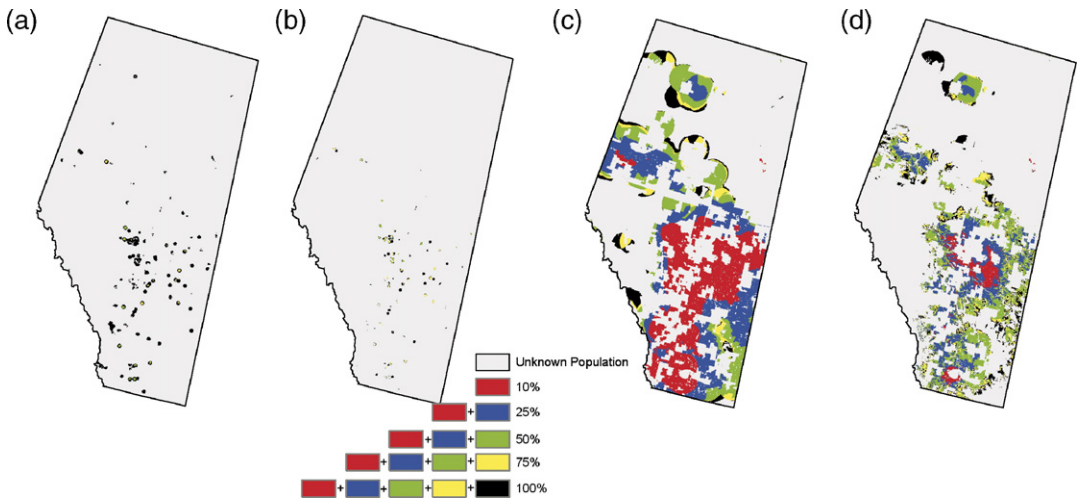 (a)
(b)
(c)
(d)
Unknown Population
10%
+ 25%
+ + 50%
+ + + 75%
+ + + + 100%